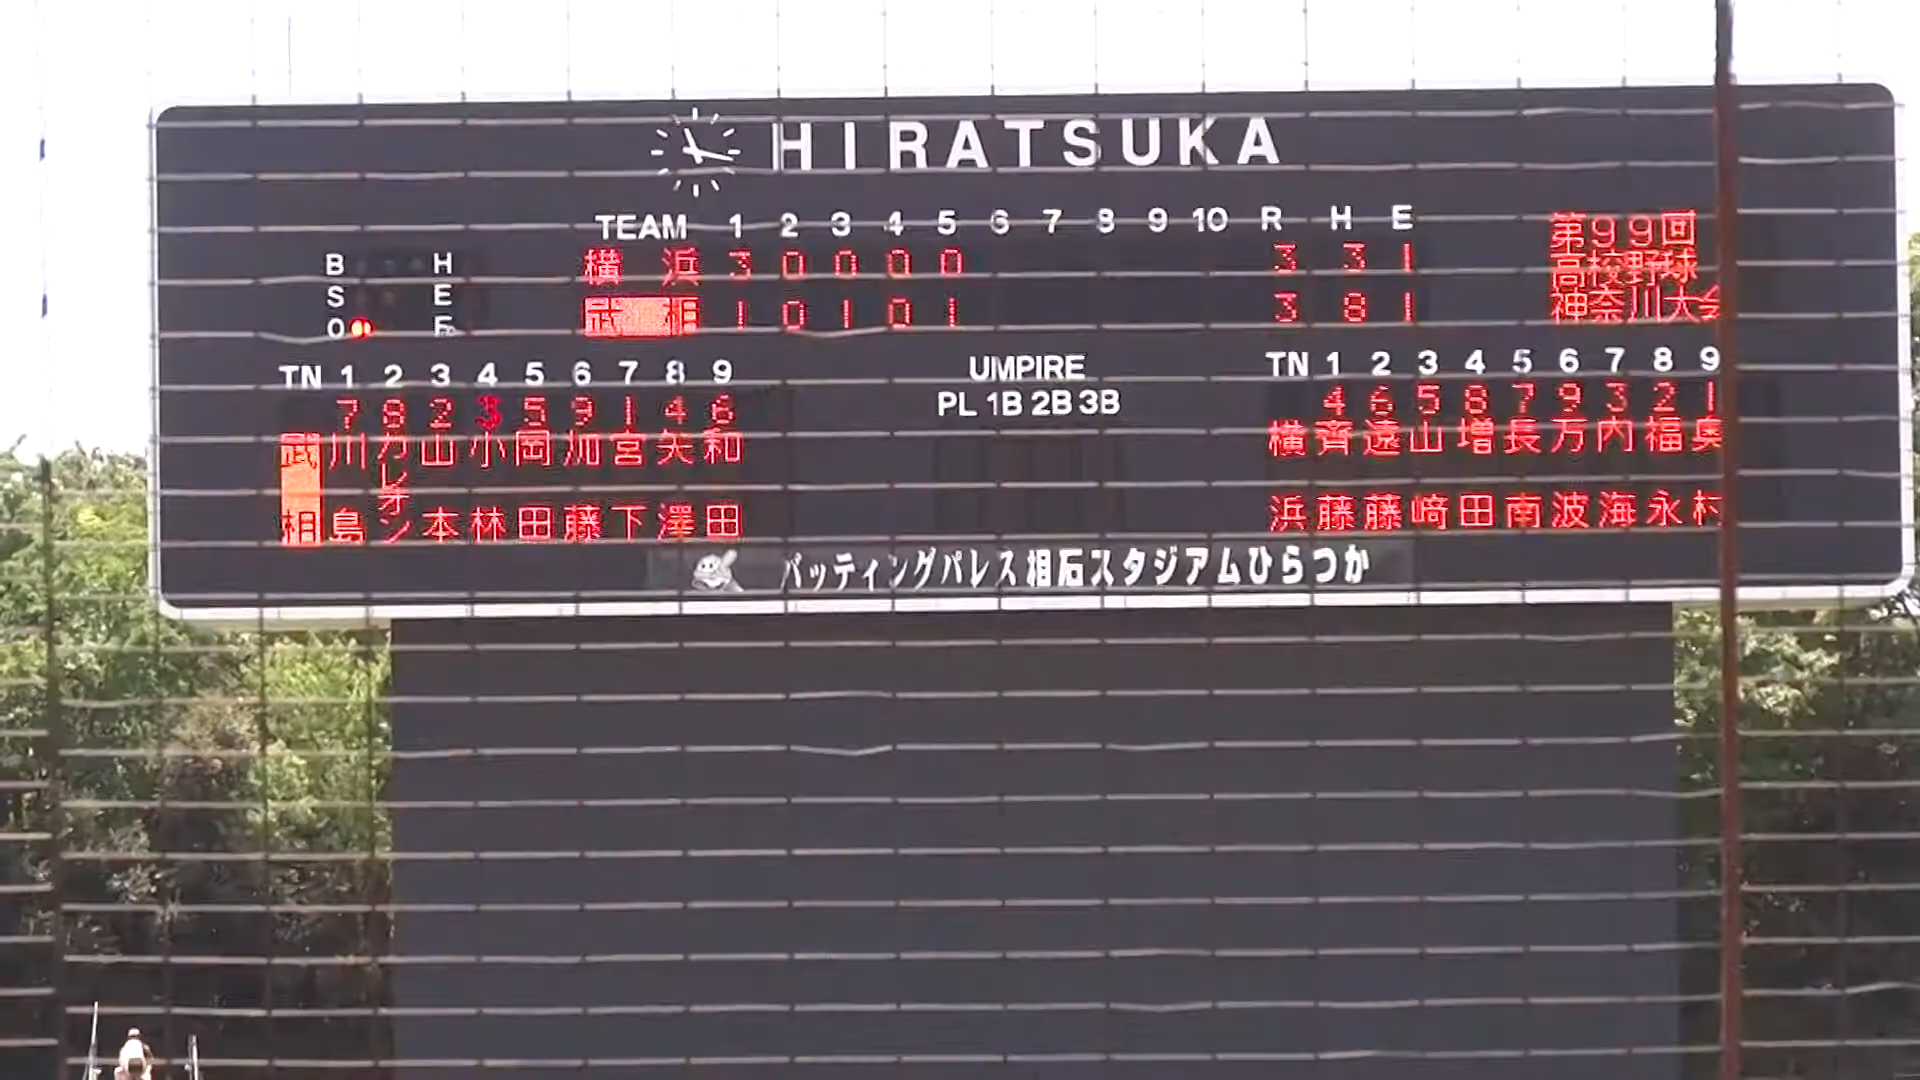 HIRATSUKA
TEAM 1 2 3 4 5 6 7 8 9 10 R H E
横浜 3 0 0 0 0 3 3 1
武相 1 0 1 0 1 3 8 1
B H
S E
O F
第99回
高校野球
神奈川大会
TN 1 2 3 4 5 6 7 8 9
7 8 2 3 5 9 1 4 6
武相 川島 カレオン 山本 小林 岡田 加藤 宮下 矢澤 和田
UMPIRE
PL 1B 2B 3B
TN 1 2 3 4 5 6 7 8 9
4 6 5 8 7 9 3 2 1
横浜 齊藤 遠藤 山﨑 増田 長南 万波 内海 福永 奥村
バッティングパレス相石スタジアムひらつか